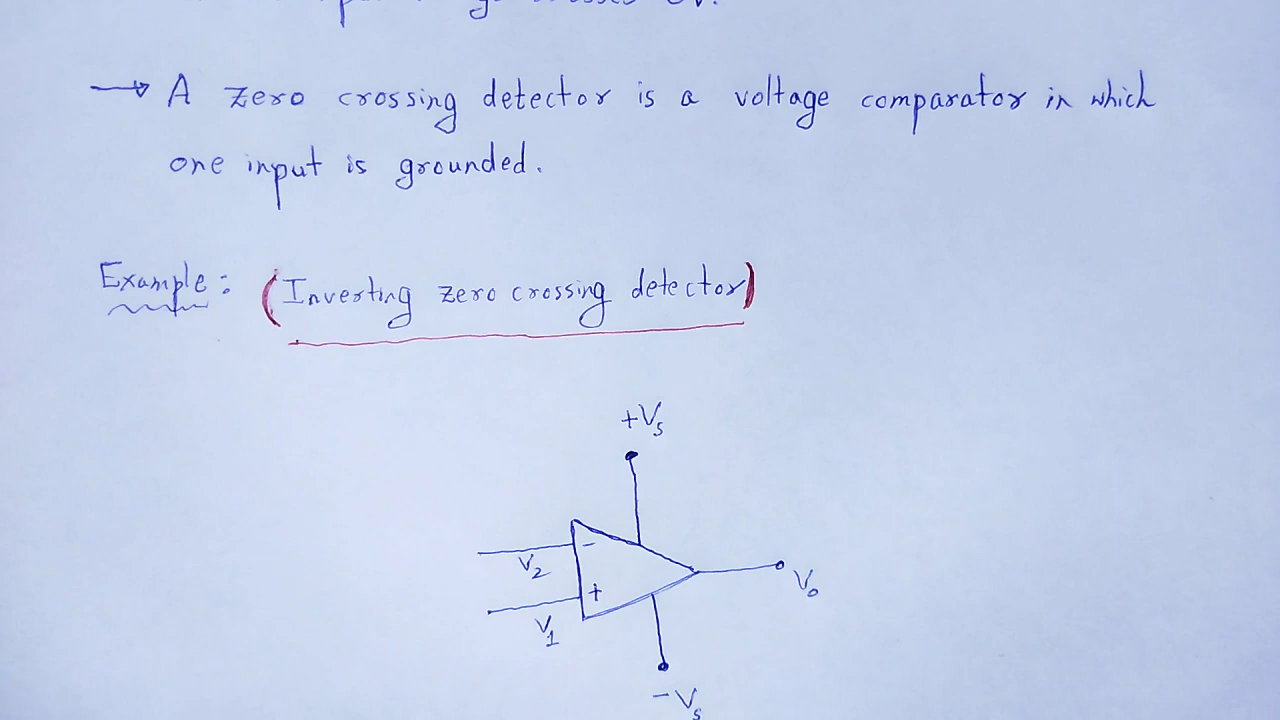 → A zero crossing detector is a voltage comparator in which
one input is grounded.
Example: (Inverting zero crossing detector)
+Vs
V2 -
+
V1
Vo
-Vs